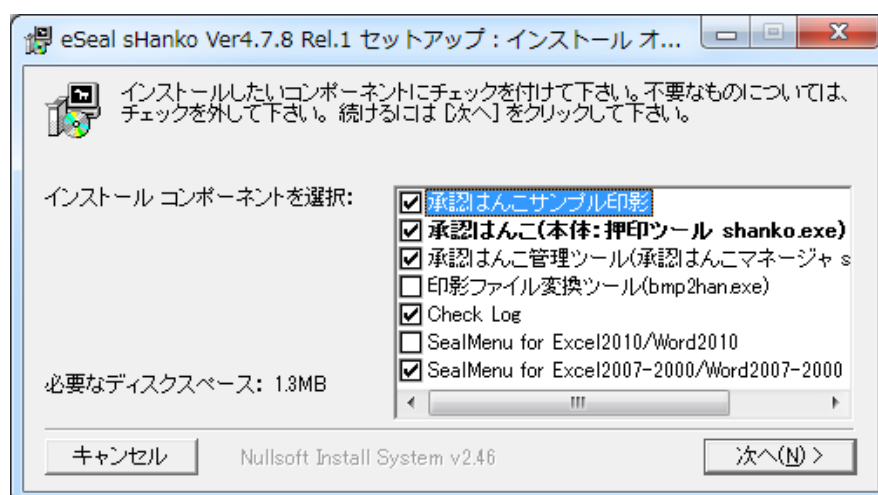 eSeal sHanko Ver4.7.8 Rel.1 セットアップ：インストール オ...
インストールしたいコンポーネントにチェックを付けて下さい。不要なものについては、
チェックを外して下さい。続けるには [次へ] をクリックして下さい。
インストール コンポーネントを選択:
承認はんこサンプル印影
承認はんこ(本体:押印ツール shanko.exe)
承認はんこ管理ツール(承認はんこマネージャ s
印影ファイル変換ツール(bmp2han.exe)
Check Log
SealMenu for Excel2010/Word2010
SealMenu for Excel2007-2000/Word2007-2000
必要なディスクスペース: 1.3MB
キャンセル
Nullsoft Install System v2.46
次へ(N) >